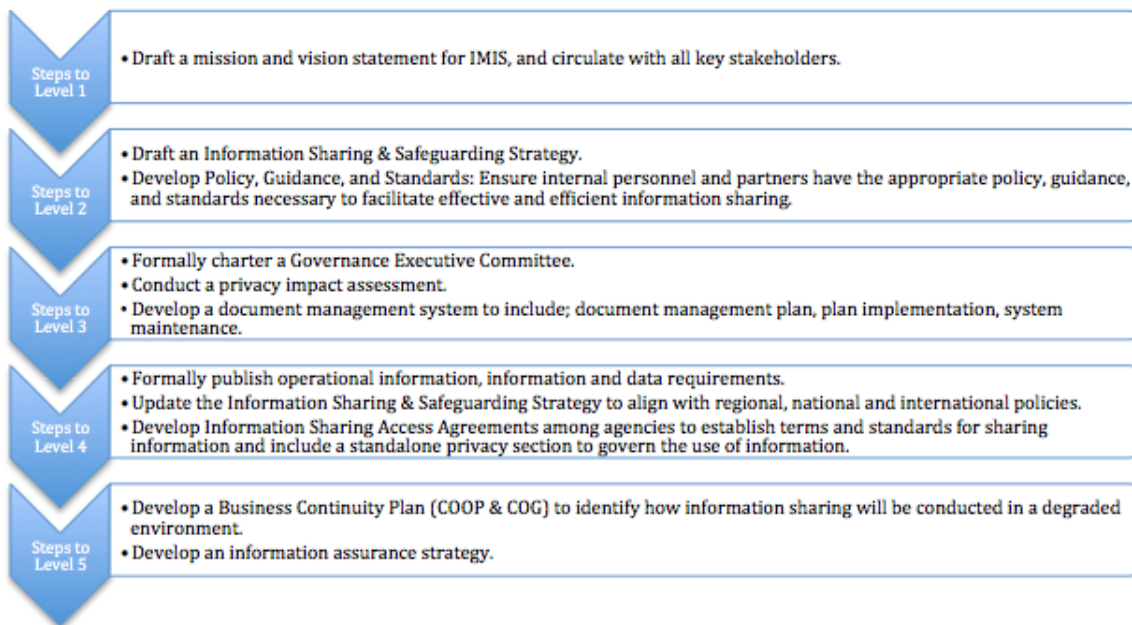 Steps to
Level 1
• Draft a mission and vision statement for IMIS, and circulate with all key stakeholders.
Steps to
Level 2
• Draft an Information Sharing & Safeguarding Strategy.
• Develop Policy, Guidance, and Standards: Ensure internal personnel and partners have the appropriate policy, guidance,
and standards necessary to facilitate effective and efficient information sharing.
Steps to
Level 3
• Formally charter a Governance Executive Committee.
• Conduct a privacy impact assessment.
• Develop a document management system to include; document management plan, plan implementation, system
maintenance.
Steps to
Level 4
• Formally publish operational information, information and data requirements.
• Update the Information Sharing & Safeguarding Strategy to align with regional, national and international policies.
• Develop Information Sharing Access Agreements among agencies to establish terms and standards for sharing
information and include a standalone privacy section to govern the use of information.
Steps to
Level 5
• Develop a Business Continuity Plan (COOP & COG) to identify how information sharing will be conducted in a degraded
environment.
• Develop an information assurance strategy.